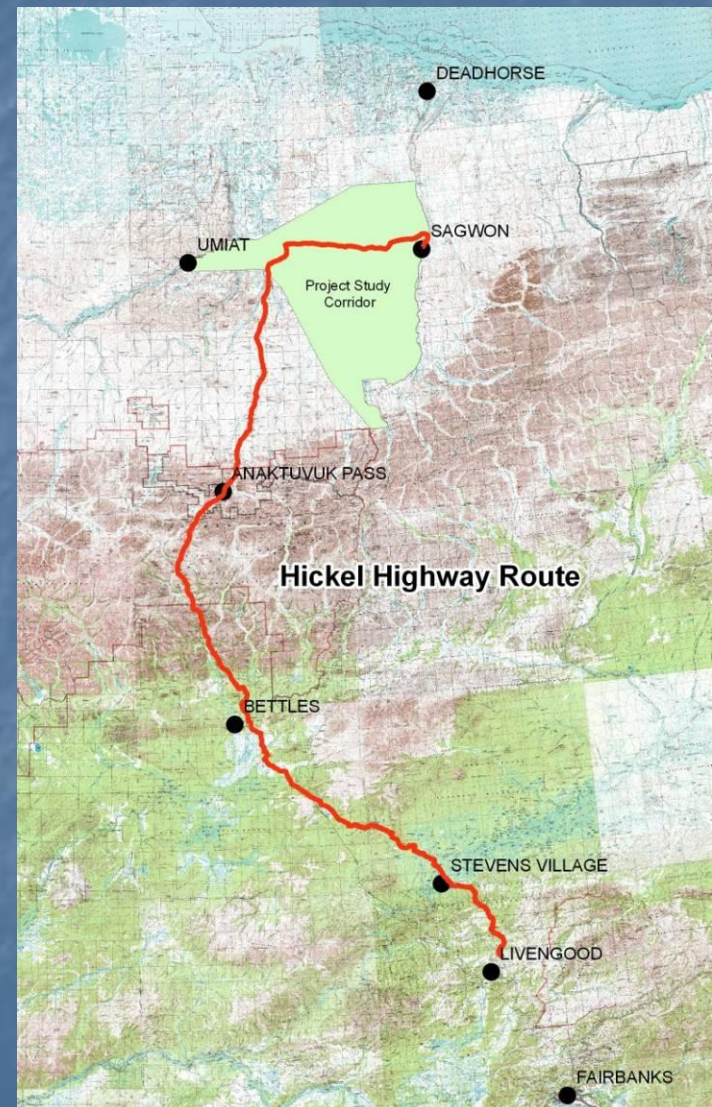 DEADHORSE
SAGWON
UMIAT
Project Study
Corridor
ANAKTUVUK PASS
Hickel Highway Route
BETTLES
STEVENS VILLAGE
LIVENGOOD
FAIRBANKS